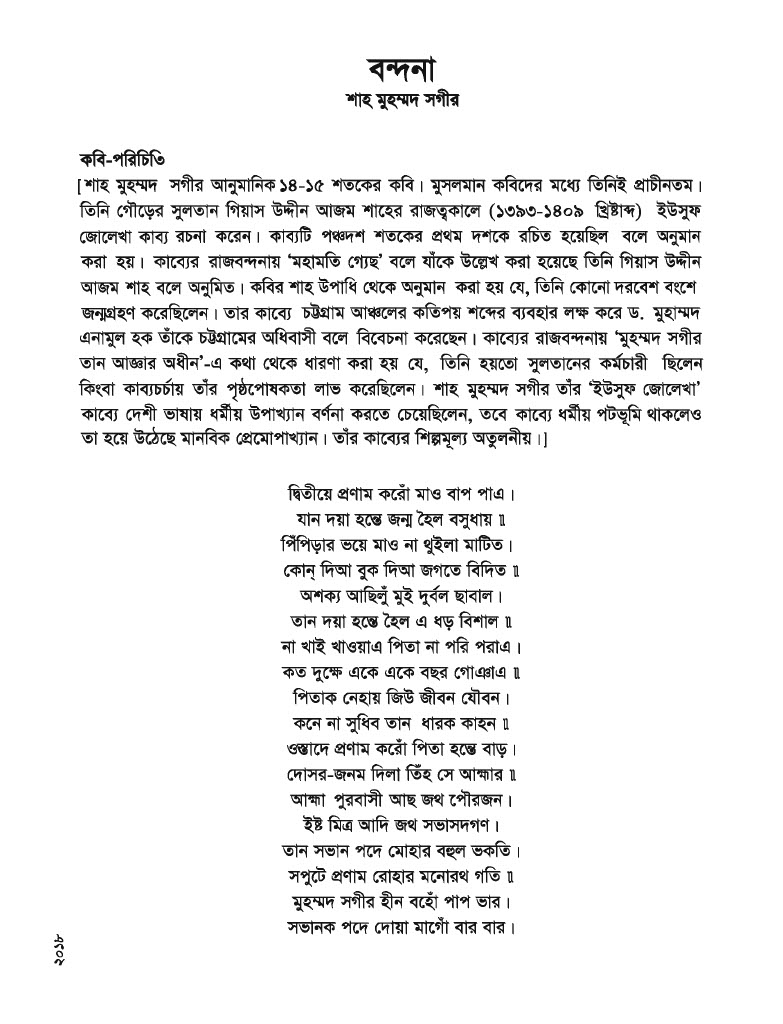 বন্দনা
শাহ মুহম্মদ সগীর
কবি-পরিচিতি
[শাহ মুহম্মদ সগীর আনুমানিক ১৪-১৫ শতকের কবি। মুসলমান কবিদের মধ্যে তিনিই প্রাচীনতম।
তিনি গৌড়ের সুলতান গিয়াস উদ্দীন আজম শাহের রাজত্বকালে (১৩৯৩-১৪০৯ খ্রিষ্টাব্দ) ইউসুফ
জোলেখা কাব্য রচনা করেন। কাব্যটি পঞ্চদশ শতকের প্রথম দশকে রচিত হয়েছিল বলে অনুমান
করা হয়। কাব্যের রাজবন্দনায় ‘মহামতি গ্যেছ’ বলে যাঁকে উল্লেখ করা হয়েছে তিনি গিয়াস উদ্দীন
আজম শাহ বলে অনুমিত। কবির শাহ উপাধি থেকে অনুমান করা হয় যে, তিনি কোনো দরবেশ বংশে
জন্মগ্রহণ করেছিলেন। তার কাব্যে চট্টগ্রাম আঞ্চলের কতিপয় শব্দের ব্যবহার লক্ষ করে ড. মুহাম্মদ
এনামুল হক তাঁকে চট্টগ্রামের অধিবাসী বলে বিবেচনা করেছেন। কাব্যের রাজবন্দনায় ‘মুহম্মদ সগীর
তান আজ্ঞার অধীন’-এ কথা থেকে ধারণা করা হয় যে, তিনি হয়তো সুলতানের কর্মচারী ছিলেন
কিংবা কাব্যচর্চায় তাঁর পৃষ্ঠপোষকতা লাভ করেছিলেন। শাহ মুহম্মদ সগীর তাঁর ‘ইউসুফ জোলেখা’
কাব্যে দেশী ভাষায় ধর্মীয় উপাখ্যান বর্ণনা করতে চেয়েছিলেন, তবে কাব্যে ধর্মীয় পটভূমি থাকলেও
তা হয়ে উঠেছে মানবিক প্রেমোপাখ্যান। তাঁর কাব্যের শিল্পমূল্য অতুলনীয়।]
দ্বিতীয়ে প্রণাম করোঁ মাও বাপ পাএ।
যান দয়া হন্তে জন্ম হৈল বসুধায় ॥
পিঁপিড়ার ভয়ে মাও না থুইলা মাটিত।
কোন্ দিআ বুক দিআ জগতে বিদিত ॥
অশক্য আছিলুঁ মুই দুর্বল ছাবাল।
তান দয়া হন্তে হৈল এ ধড় বিশাল ॥
না খাই খাওয়াএ পিতা না পরি পরাএ।
কত দুক্ষে একে একে বছর গোঞাএ ॥
পিতাক নেহায় জিউ জীবন যৌবন।
কনে না সুধিব তান ধারক কাহন ॥
ওস্তাদে প্রণাম করোঁ পিতা হন্তে বাড়।
দোসর-জনম দিলা তিঁহ সে আহ্মার ॥
আহ্মা পুরবাসী আছ জথ পৌরজন।
ইষ্ট মিত্র আদি জথ সভাসদগণ।
তান সভান পদে মোহার বহুল ভকতি।
সপুটে প্রণাম রোহার মনোরথ গতি ॥
মুহম্মদ সগীর হীন বহোঁ পাপ ভার।
সভানক পদে দোয়া মাগোঁ বার বার।
২০১৮